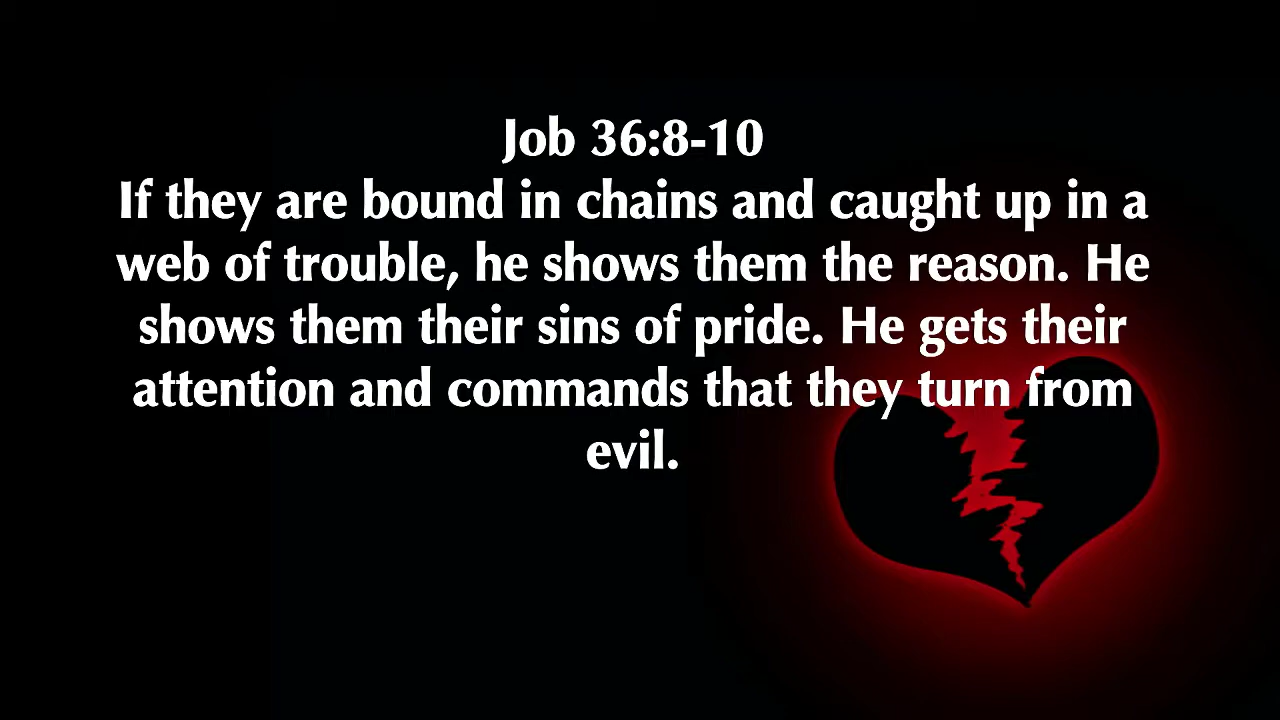 Job 36:8-10
If they are bound in chains and caught up in a
web of trouble, he shows them the reason. He
shows them their sins of pride. He gets their
attention and commands that they turn from
evil.